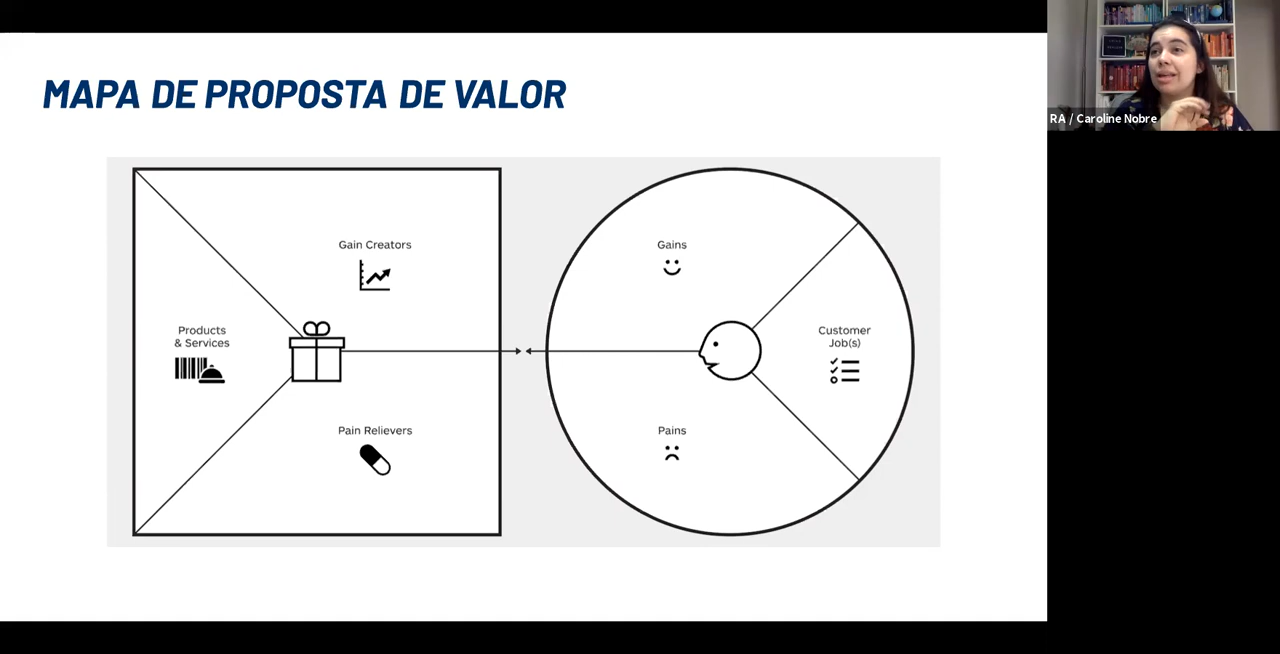 MAPA DE PROPOSTA DE VALOR
RA / Caroline Nobre
Gain Creators
Products
& Services
Pain Relievers
Gains
Customer
Job(s)
Pains